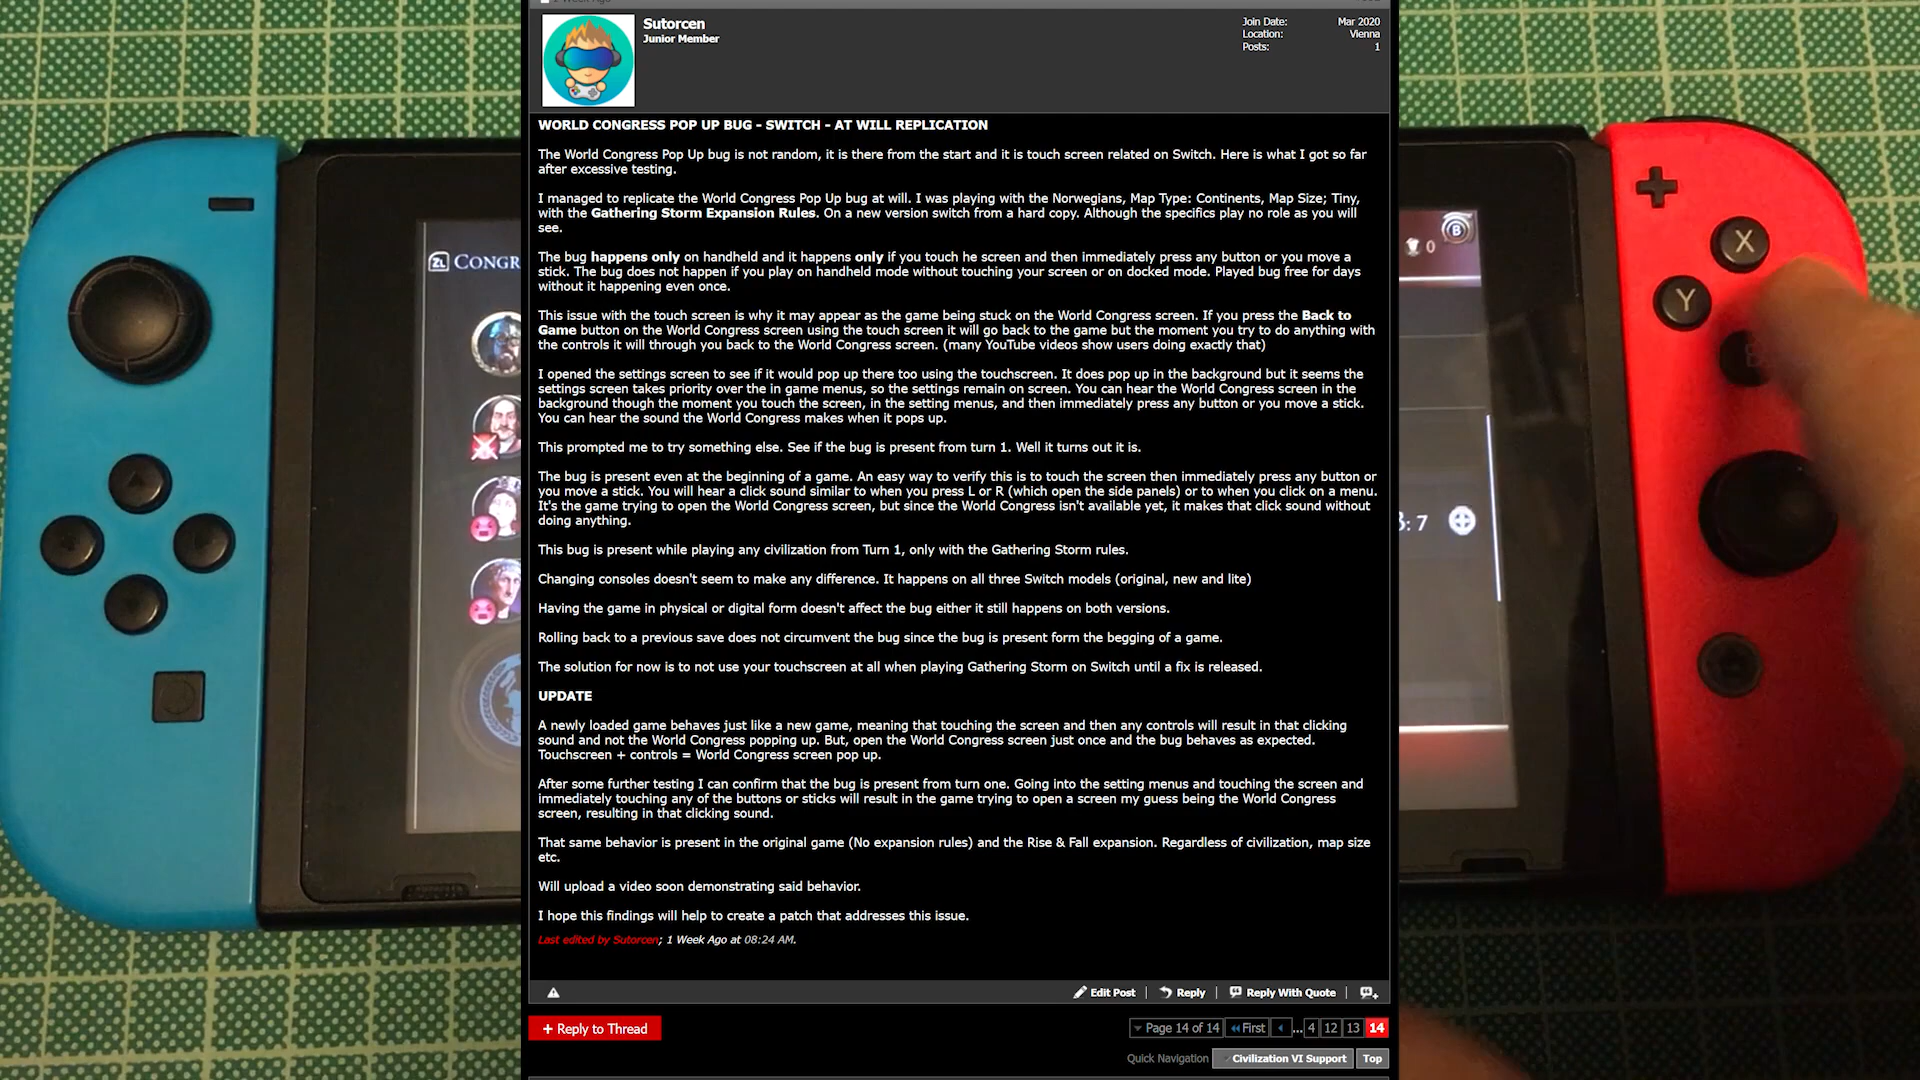 Sutorcen
Junior Member
Join Date: Mar 2020
Location: Vienna
Posts: 1
WORLD CONGRESS POP UP BUG - SWITCH - AT WILL REPLICATION
The World Congress Pop Up bug is not random, it is there from the start and it is touch screen related on Switch. Here is what I got so far
after excessive testing.
I managed to replicate the World Congress Pop Up bug at will. I was playing with the Norwegians, Map Type: Continents, Map Size; Tiny,
with the Gathering Storm Expansion Rules. On a new version switch from a hard copy. Although the specifics play no role as you will
see.
The bug happens only on handheld and it happens only if you touch he screen and then immediately press any button or you move a
stick. The bug does not happen if you play on handheld mode without touching your screen or on docked mode. Played bug free for days
without it happening even once.
This issue with the touch screen is why it may appear as the game being stuck on the World Congress screen. If you press the Back to
Game button on the World Congress screen using the touch screen it will go back to the game but the moment you try to do anything with
the controls it will through you back to the World Congress screen. (many YouTube videos show users doing exactly that)
I opened the settings screen to see if it would pop up there too using the touchscreen. It does pop up in the background but it seems the
settings screen takes priority over the in game menus, so the settings remain on screen. You can hear the World Congress screen in the
background though the moment you touch the screen, in the setting menus, and then immediately press any button or you move a stick.
You can hear the sound the World Congress makes when it pops up.
This prompted me to try something else. See if the bug is present from turn 1. Well it turns out it is.
The bug is present even at the beginning of a game. An easy way to verify this is to touch the screen then immediately press any button or
you move a stick. You will hear a click sound similar to when you press L or R (which open the side panels) or to when you click on a menu.
It's the game trying to open the World Congress screen, but since the World Congress isn't available yet, it makes that click sound without
doing anything.
This bug is present while playing any civilization from Turn 1, only with the Gathering Storm rules.
Changing consoles doesn't seem to make any difference. It happens on all three Switch models (original, new and lite)
Having the game in physical or digital form doesn't affect the bug either it still happens on both versions.
Rolling back to a previous save does not circumvent the bug since the bug is present form the begging of a game.
The solution for now is to not use your touchscreen at all when playing Gathering Storm on Switch until a fix is released.
UPDATE
A newly loaded game behaves just like a new game, meaning that touching the screen and then any controls will result in that clicking
sound and not the World Congress popping up. But, open the World Congress screen just once and the bug behaves as expected.
Touchscreen + controls = World Congress screen pop up.
After some further testing I can confirm that the bug is present from turn one. Going into the setting menus and touching the screen and
immediately touching any of the buttons or sticks will result in the game trying to open a screen my guess being the World Congress
screen, resulting in that clicking sound.
That same behavior is present in the original game (No expansion rules) and the Rise & Fall expansion. Regardless of civilization, map size
etc.
Will upload a video soon demonstrating said behavior.
I hope this findings will help to create a patch that addresses this issue.
Last edited by Sutorcen; 1 Week Ago at 08:24 AM.
Edit Post | Reply | Reply With Quote |
+ Reply to Thread
Page 14 of 14 First ... 4 12 13 14
Quick Navigation Civilization VI Support Top
ZL CONGR
0 B
X
Y
: 7